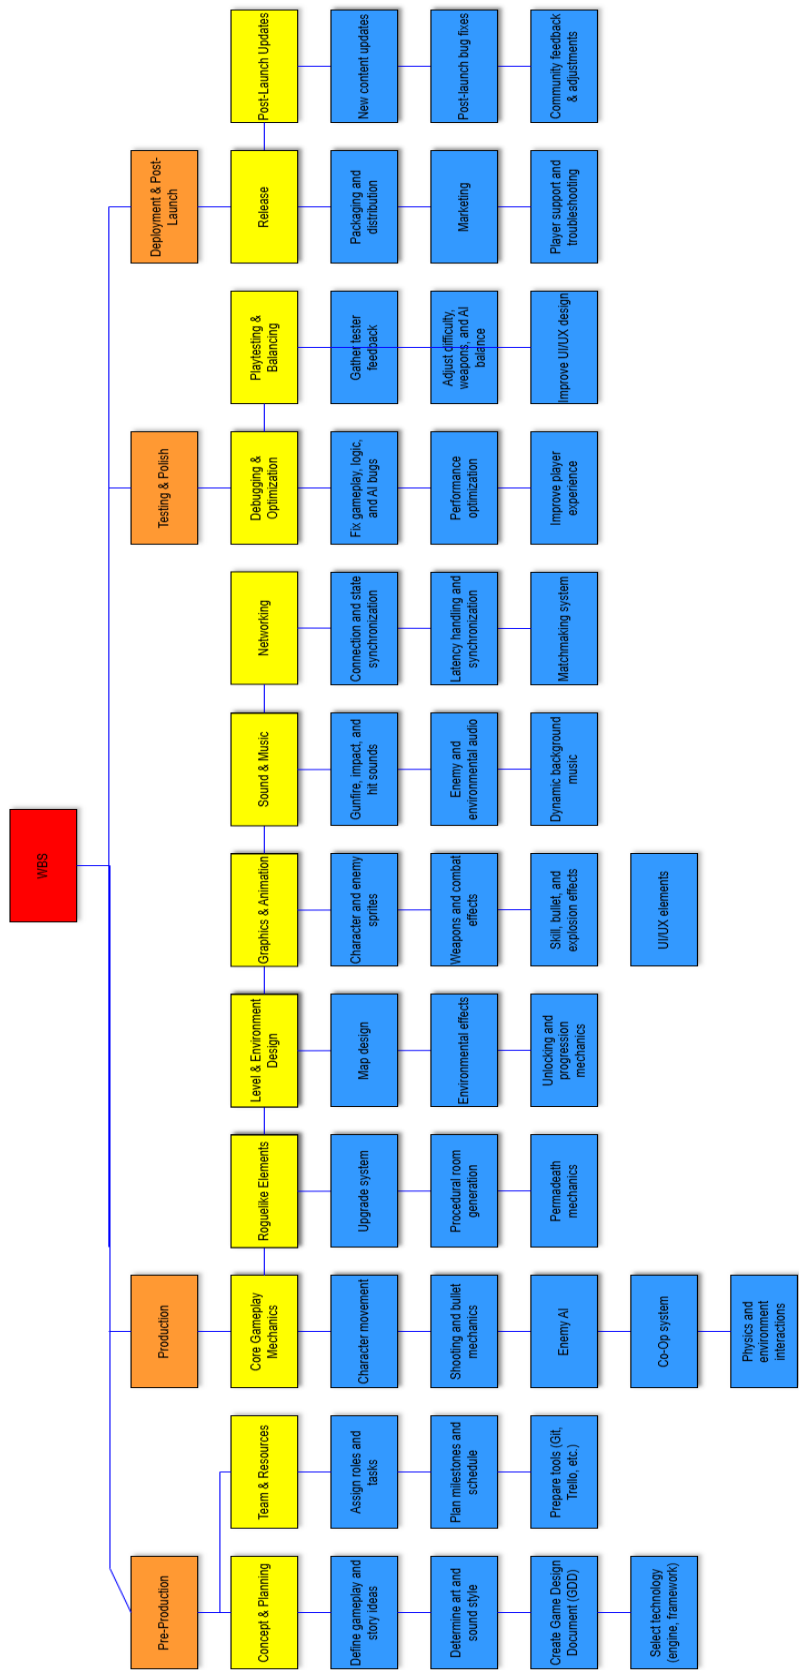 WBS
Pre-Production
Production
Testing & Polish
Deployment & Post-
Launch
Concept & Planning
Team & Resources
Core Gameplay
Mechanics
Roguelike Elements
Level & Environment
Design
Graphics & Animation
Sound & Music
Networking
Debugging &
Optimization
Playtesting &
Balancing
Release
Post-Launch Updates
Define gameplay and
story ideas
Assign roles and
tasks
Character movement
Upgrade system
Map design
Character and enemy
sprites
Gunfire, impact, and
hit sounds
Connection and state
synchronization
Fix gameplay, logic,
and AI bugs
Gather tester
feedback
Packaging and
distribution
New content updates
Determine art and
sound style
Plan milestones and
schedule
Shooting and bullet
mechanics
Procedural room
generation
Environmental effects
Weapons and combat
effects
Enemy and
environmental audio
Latency handling and
synchronization
Performance
optimization
Adjust difficulty,
weapons, and AI
balance
Marketing
Post-launch bug fixes
Create Game Design
Document (GDD)
Prepare tools (Git,
Trello, etc.)
Enemy AI
Permadeath
mechanics
Unlocking and
progression
mechanics
Skill, bullet, and
explosion effects
Dynamic background
music
Matchmaking system
Improve player
experience
Improve UI/UX design
Player support and
troubleshooting
Community feedback
& adjustments
Select technology
(engine, framework)
Co-Op system
UI/UX elements
Physics and
environment
interactions